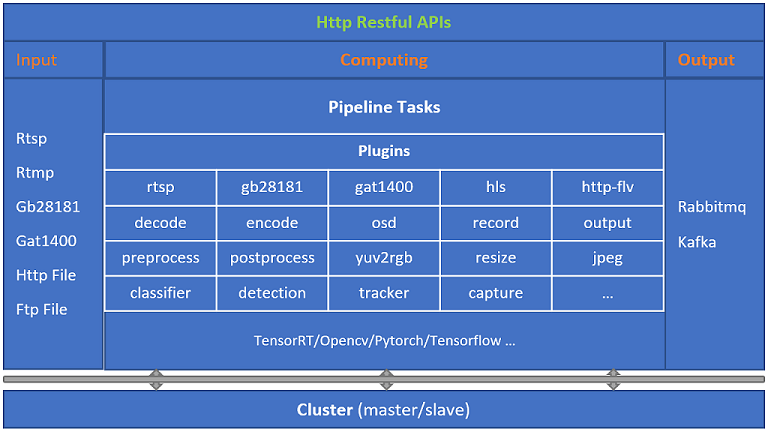 Http Restful APIs
Input
Computing
Output
Rtsp
Rtmp
Gb28181
Gat1400
Http File
Ftp File
Pipeline Tasks
Plugins
rtsp gb28181 gat1400 hls http-flv
decode encode osd record output
preprocess postprocess yuv2rgb resize jpeg
classifier detection tracker capture ...
TensorRT/Opencv/Pytorch/Tensorflow ...
Rabbitmq
Kafka
Cluster (master/slave)